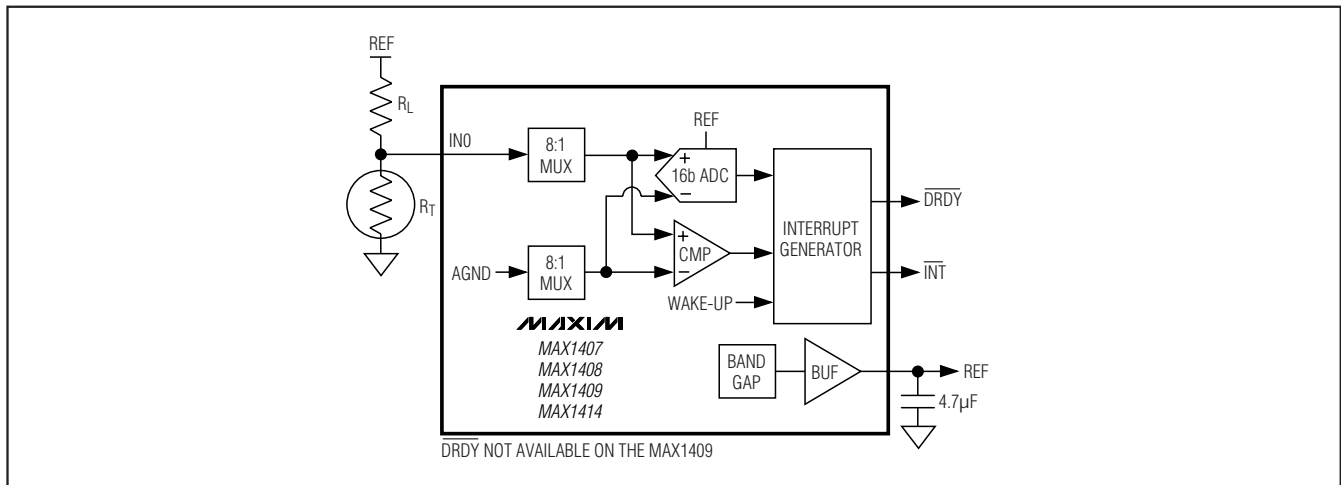 REF
R_L
IN0
8:1
MUX
REF
+
16b ADC
−
R_T
AGND
8:1
MUX
+
CMP
−
WAKE-UP
INTERRUPT
GENERATOR
DRDY
INT
MAXIM
MAX1407
MAX1408
MAX1409
MAX1414
BAND
GAP
BUF
REF
4.7µF
DRDY NOT AVAILABLE ON THE MAX1409